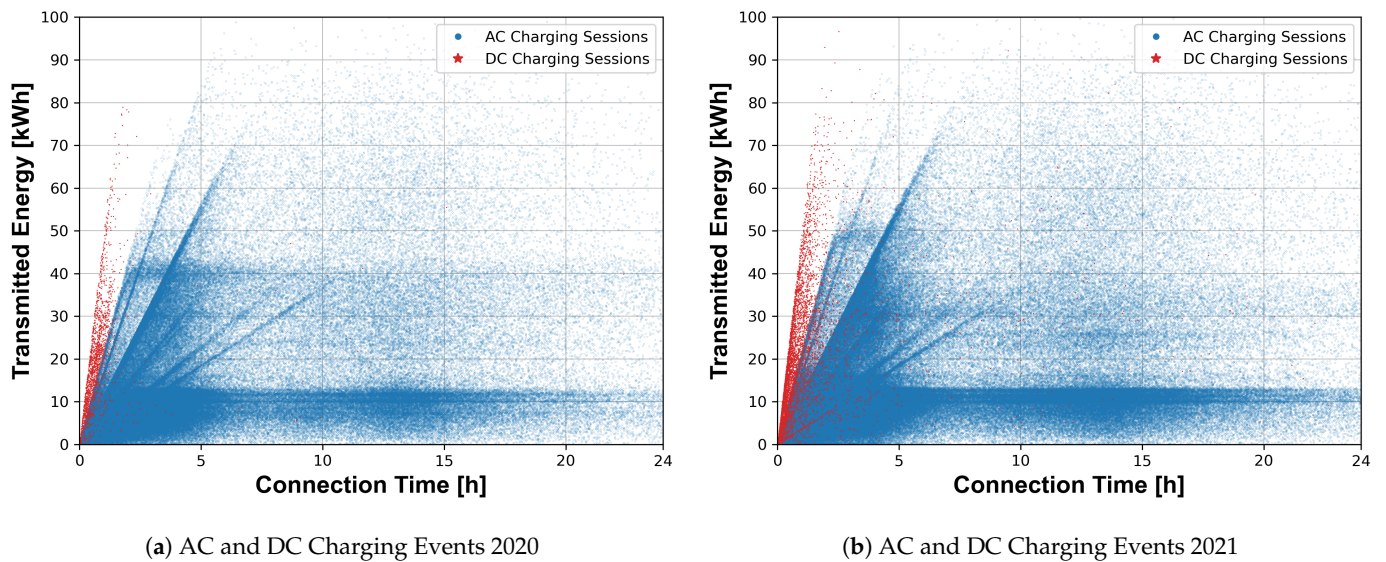 100
90
80
70
60
50
40
30
20
10
0
Transmitted Energy [kWh]
AC Charging Sessions
DC Charging Sessions
0 5 10 15 20 24
Connection Time [h]
(a) AC and DC Charging Events 2020
100
90
80
70
60
50
40
30
20
10
0
Transmitted Energy [kWh]
AC Charging Sessions
DC Charging Sessions
0 5 10 15 20 24
Connection Time [h]
(b) AC and DC Charging Events 2021